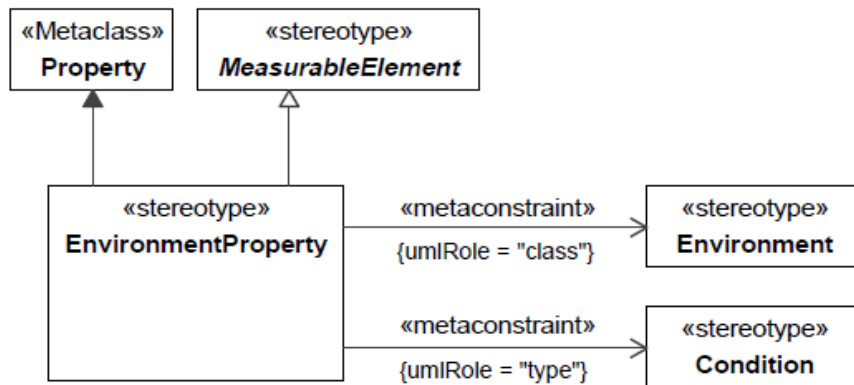 «Metaclass»
Property
«stereotype»
MeasurableElement
«stereotype»
EnvironmentProperty
«metaconstraint»
{umlRole = "class"}
«stereotype»
Environment
«metaconstraint»
{umlRole = "type"}
«stereotype»
Condition